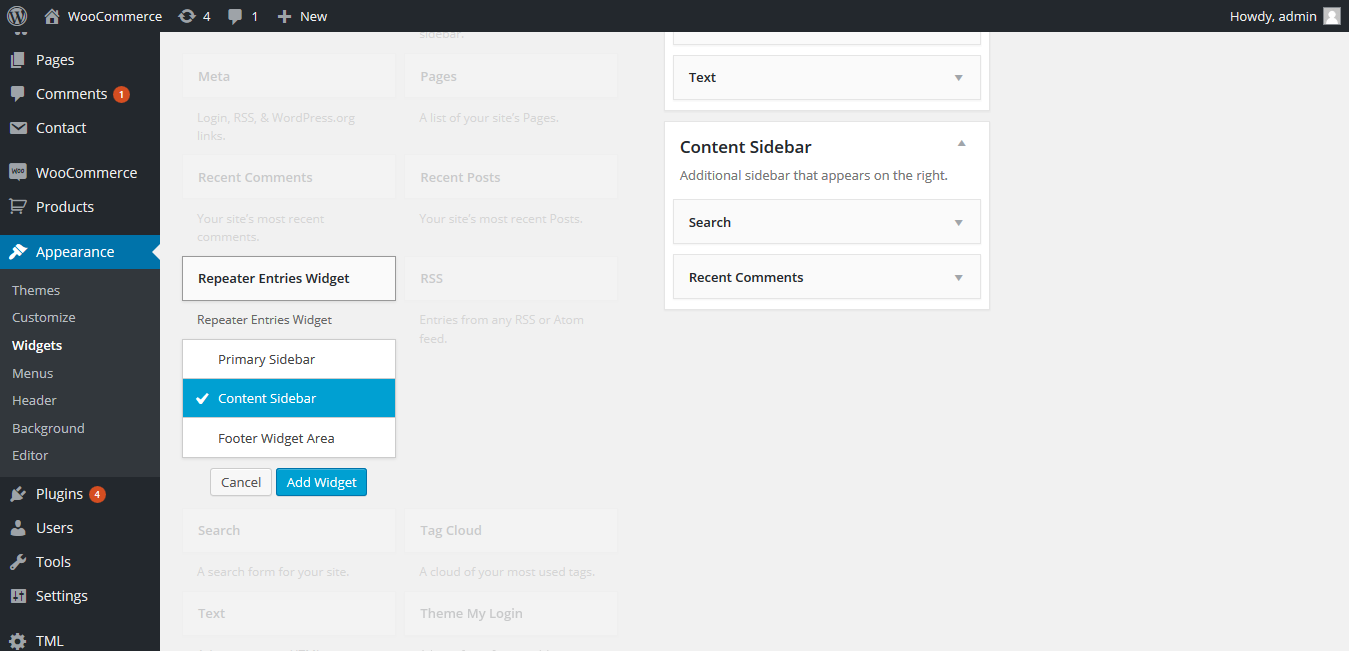 WooCommerce 4 1 New Howdy, admin
Pages
Comments 1
Contact
WOO WooCommerce
Products
Appearance
Themes
Customize
Widgets
Menus
Header
Background
Editor
Plugins 4
Users
Tools
Settings
TML
sidebar.
Meta
Login, RSS, & WordPress.org
links.
Pages
A list of your site's Pages.
Recent Comments
Your site's most recent
comments.
Recent Posts
Your site's most recent Posts.
Repeater Entries Widget
Repeater Entries Widget
Primary Sidebar
Content Sidebar
Footer Widget Area
Cancel Add Widget
RSS
Entries from any RSS or Atom
feed.
Search
A search form for your site.
Tag Cloud
A cloud of your most used tags.
Text
Theme My Login
Text
Content Sidebar
Additional sidebar that appears on the right.
Search
Recent Comments